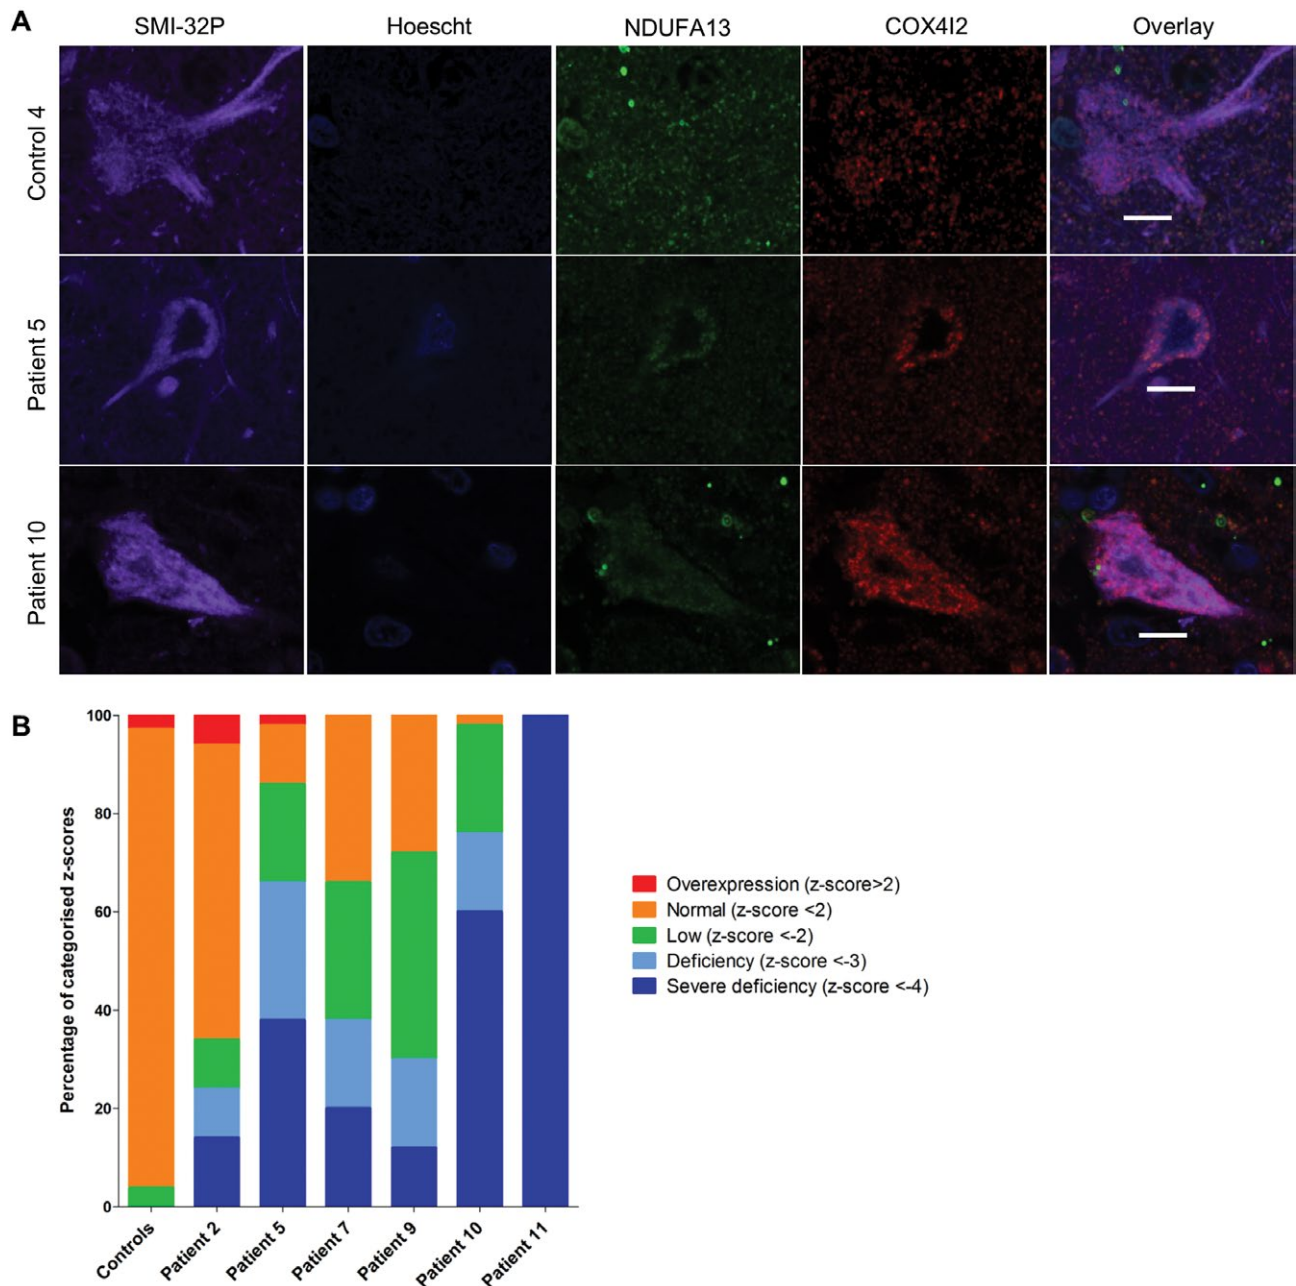 A
SMI-32P Hoescht NDUFA13 COX4I2 Overlay
Control 4
Patient 5
Patient 10
B
Percentage of categorised z-scores
100
80
60
40
20
0
Controls Patient 2 Patient 5 Patient 7 Patient 9 Patient 10 Patient 11
Overexpression (z-score>2)
Normal (z-score <2)
Low (z-score <-2)
Deficiency (z-score <-3)
Severe deficiency (z-score <-4)